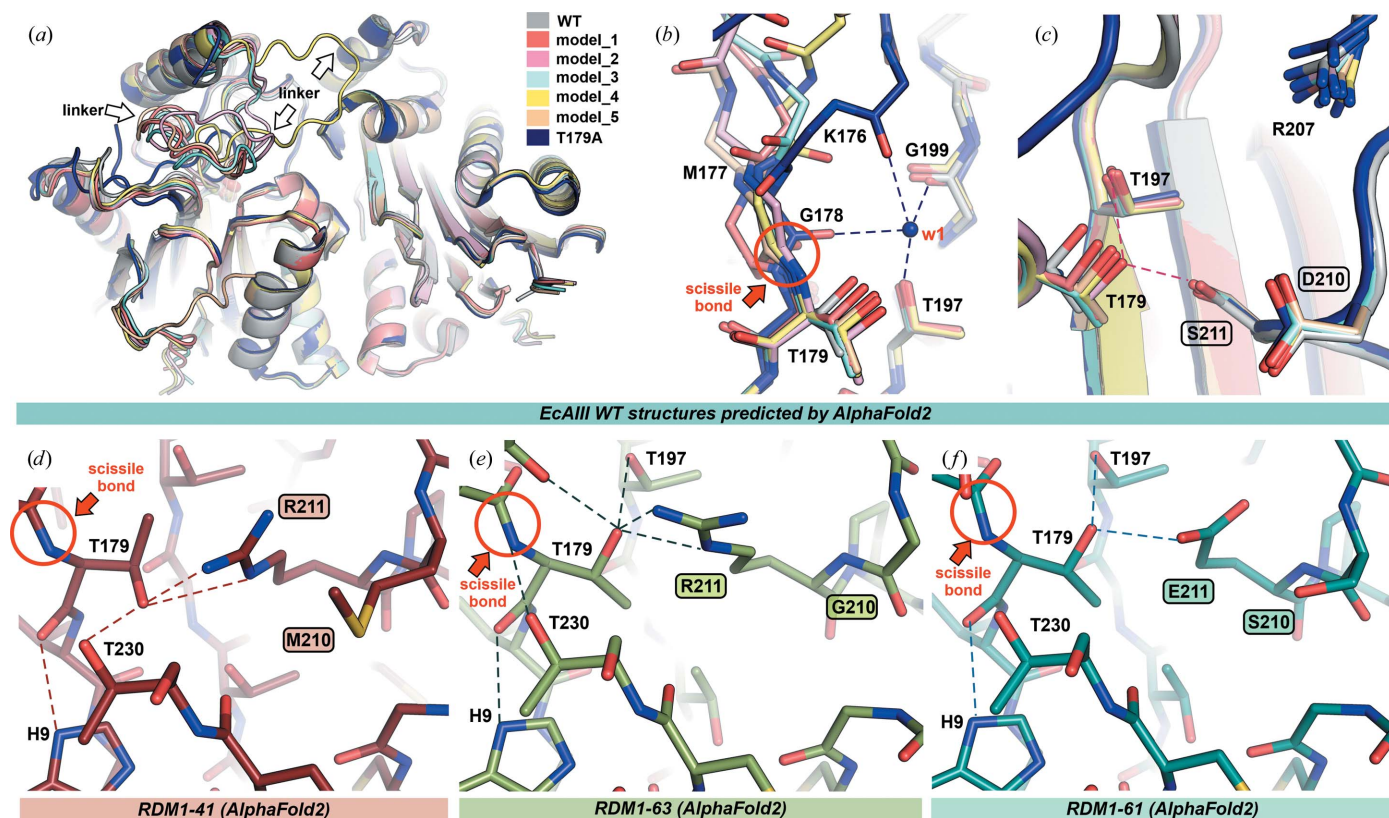 (a)
WT
model_1
model_2
model_3
model_4
model_5
T179A
linker
linker
(b)
K176
G199
M177
G178
w1
scissile
bond
T197
T179
(c)
R207
T197
T179
D210
S211
EcAIII WT structures predicted by AlphaFold2
(d)
scissile
bond
R211
T179
M210
T230
H9
RDM1-41 (AlphaFold2)
(e)
T197
T179
scissile
bond
R211
G210
T230
H9
RDM1-63 (AlphaFold2)
(f)
T197
scissile
bond
T179
E211
S210
T230
H9
RDM1-61 (AlphaFold2)